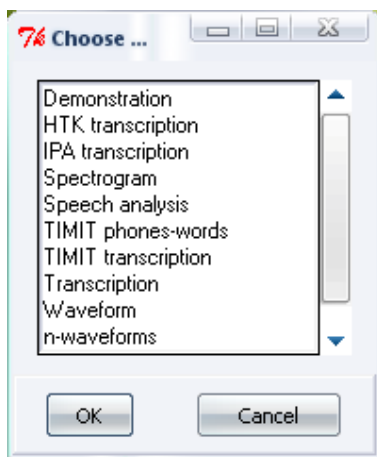 Choose ...
Demonstration
HTK transcription
IPA transcription
Spectrogram
Speech analysis
TIMIT phones-words
TIMIT transcription
Transcription
Waveform
n-waveforms
OK
Cancel